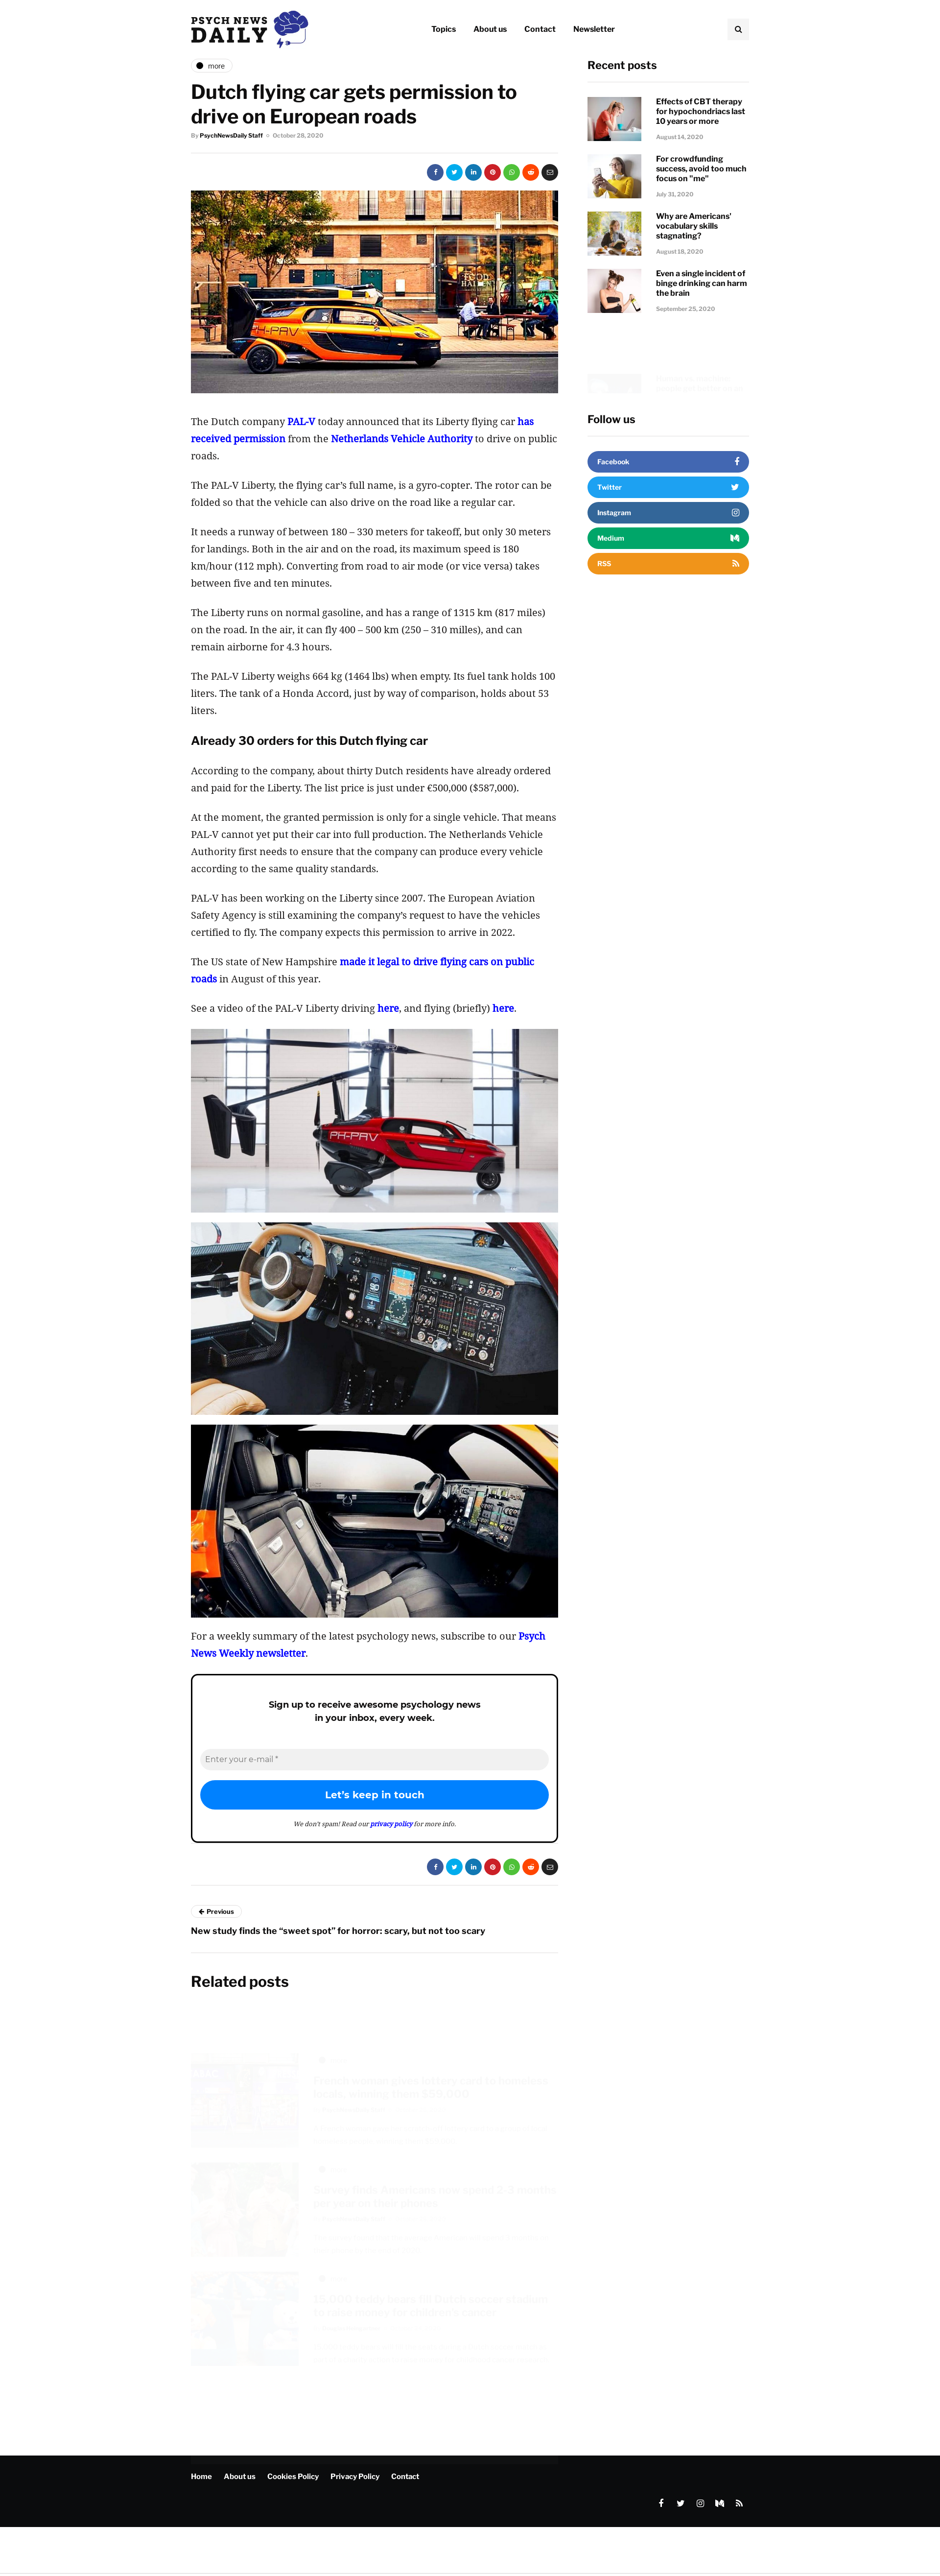 PSYCH NEWS
DAILY
Topics
About us
Contact
Newsletter
more
Dutch flying car gets permission to
drive on European roads
By PsychNewsDaily Staff
October 28, 2020
FOOD
HALLEN
PH-PAV
The Dutch company PAL-V today announced that its Liberty flying car has
received permission from the Netherlands Vehicle Authority to drive on public
roads.
The PAL-V Liberty, the flying car’s full name, is a gyro-copter. The rotor can be
folded so that the vehicle can also drive on the road like a regular car.
It needs a runway of between 180 – 330 meters for takeoff, but only 30 meters
for landings. Both in the air and on the road, its maximum speed is 180
km/hour (112 mph). Converting from road to air mode (or vice versa) takes
between five and ten minutes.
The Liberty runs on normal gasoline, and has a range of 1315 km (817 miles)
on the road. In the air, it can fly 400 – 500 km (250 – 310 milles), and can
remain airborne for 4.3 hours.
The PAL-V Liberty weighs 664 kg (1464 lbs) when empty. Its fuel tank holds 100
liters. The tank of a Honda Accord, just by way of comparison, holds about 53
liters.
Already 30 orders for this Dutch flying car
According to the company, about thirty Dutch residents have already ordered
and paid for the Liberty. The list price is just under €500,000 ($587,000).
At the moment, the granted permission is only for a single vehicle. That means
PAL-V cannot yet put their car into full production. The Netherlands Vehicle
Authority first needs to ensure that the company can produce every vehicle
according to the same quality standards.
PAL-V has been working on the Liberty since 2007. The European Aviation
Safety Agency is still examining the company’s request to have the vehicles
certified to fly. The company expects this permission to arrive in 2022.
The US state of New Hampshire made it legal to drive flying cars on public
roads in August of this year.
See a video of the PAL-V Liberty driving here, and flying (briefly) here.
PH-PAV
For a weekly summary of the latest psychology news, subscribe to our Psych
News Weekly newsletter.
Sign up to receive awesome psychology news
in your inbox, every week.
Enter your e-mail *
Let’s keep in touch
We don’t spam! Read our privacy policy for more info.
Previous
New study finds the “sweet spot” for horror: scary, but not too scary
Related posts
Recent posts
Effects of CBT therapy
for hypochondriacs last
10 years or more
August 14, 2020
For crowdfunding
success, avoid too much
focus on "me"
July 31, 2020
Why are Americans'
vocabulary skills
stagnating?
August 18, 2020
Even a single incident of
binge drinking can harm
the brain
September 25, 2020
Follow us
Facebook
Twitter
Instagram
Medium
RSS
Home
About us
Cookies Policy
Privacy Policy
Contact